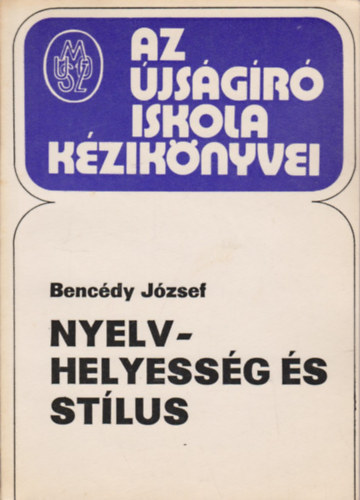 AZ
ÚJSÁGÍRÓ
ISKOLA
KÉZIKÖNYVEI
Bencédy József
NYELV-
HELYESSÉG ÉS
STÍLUS